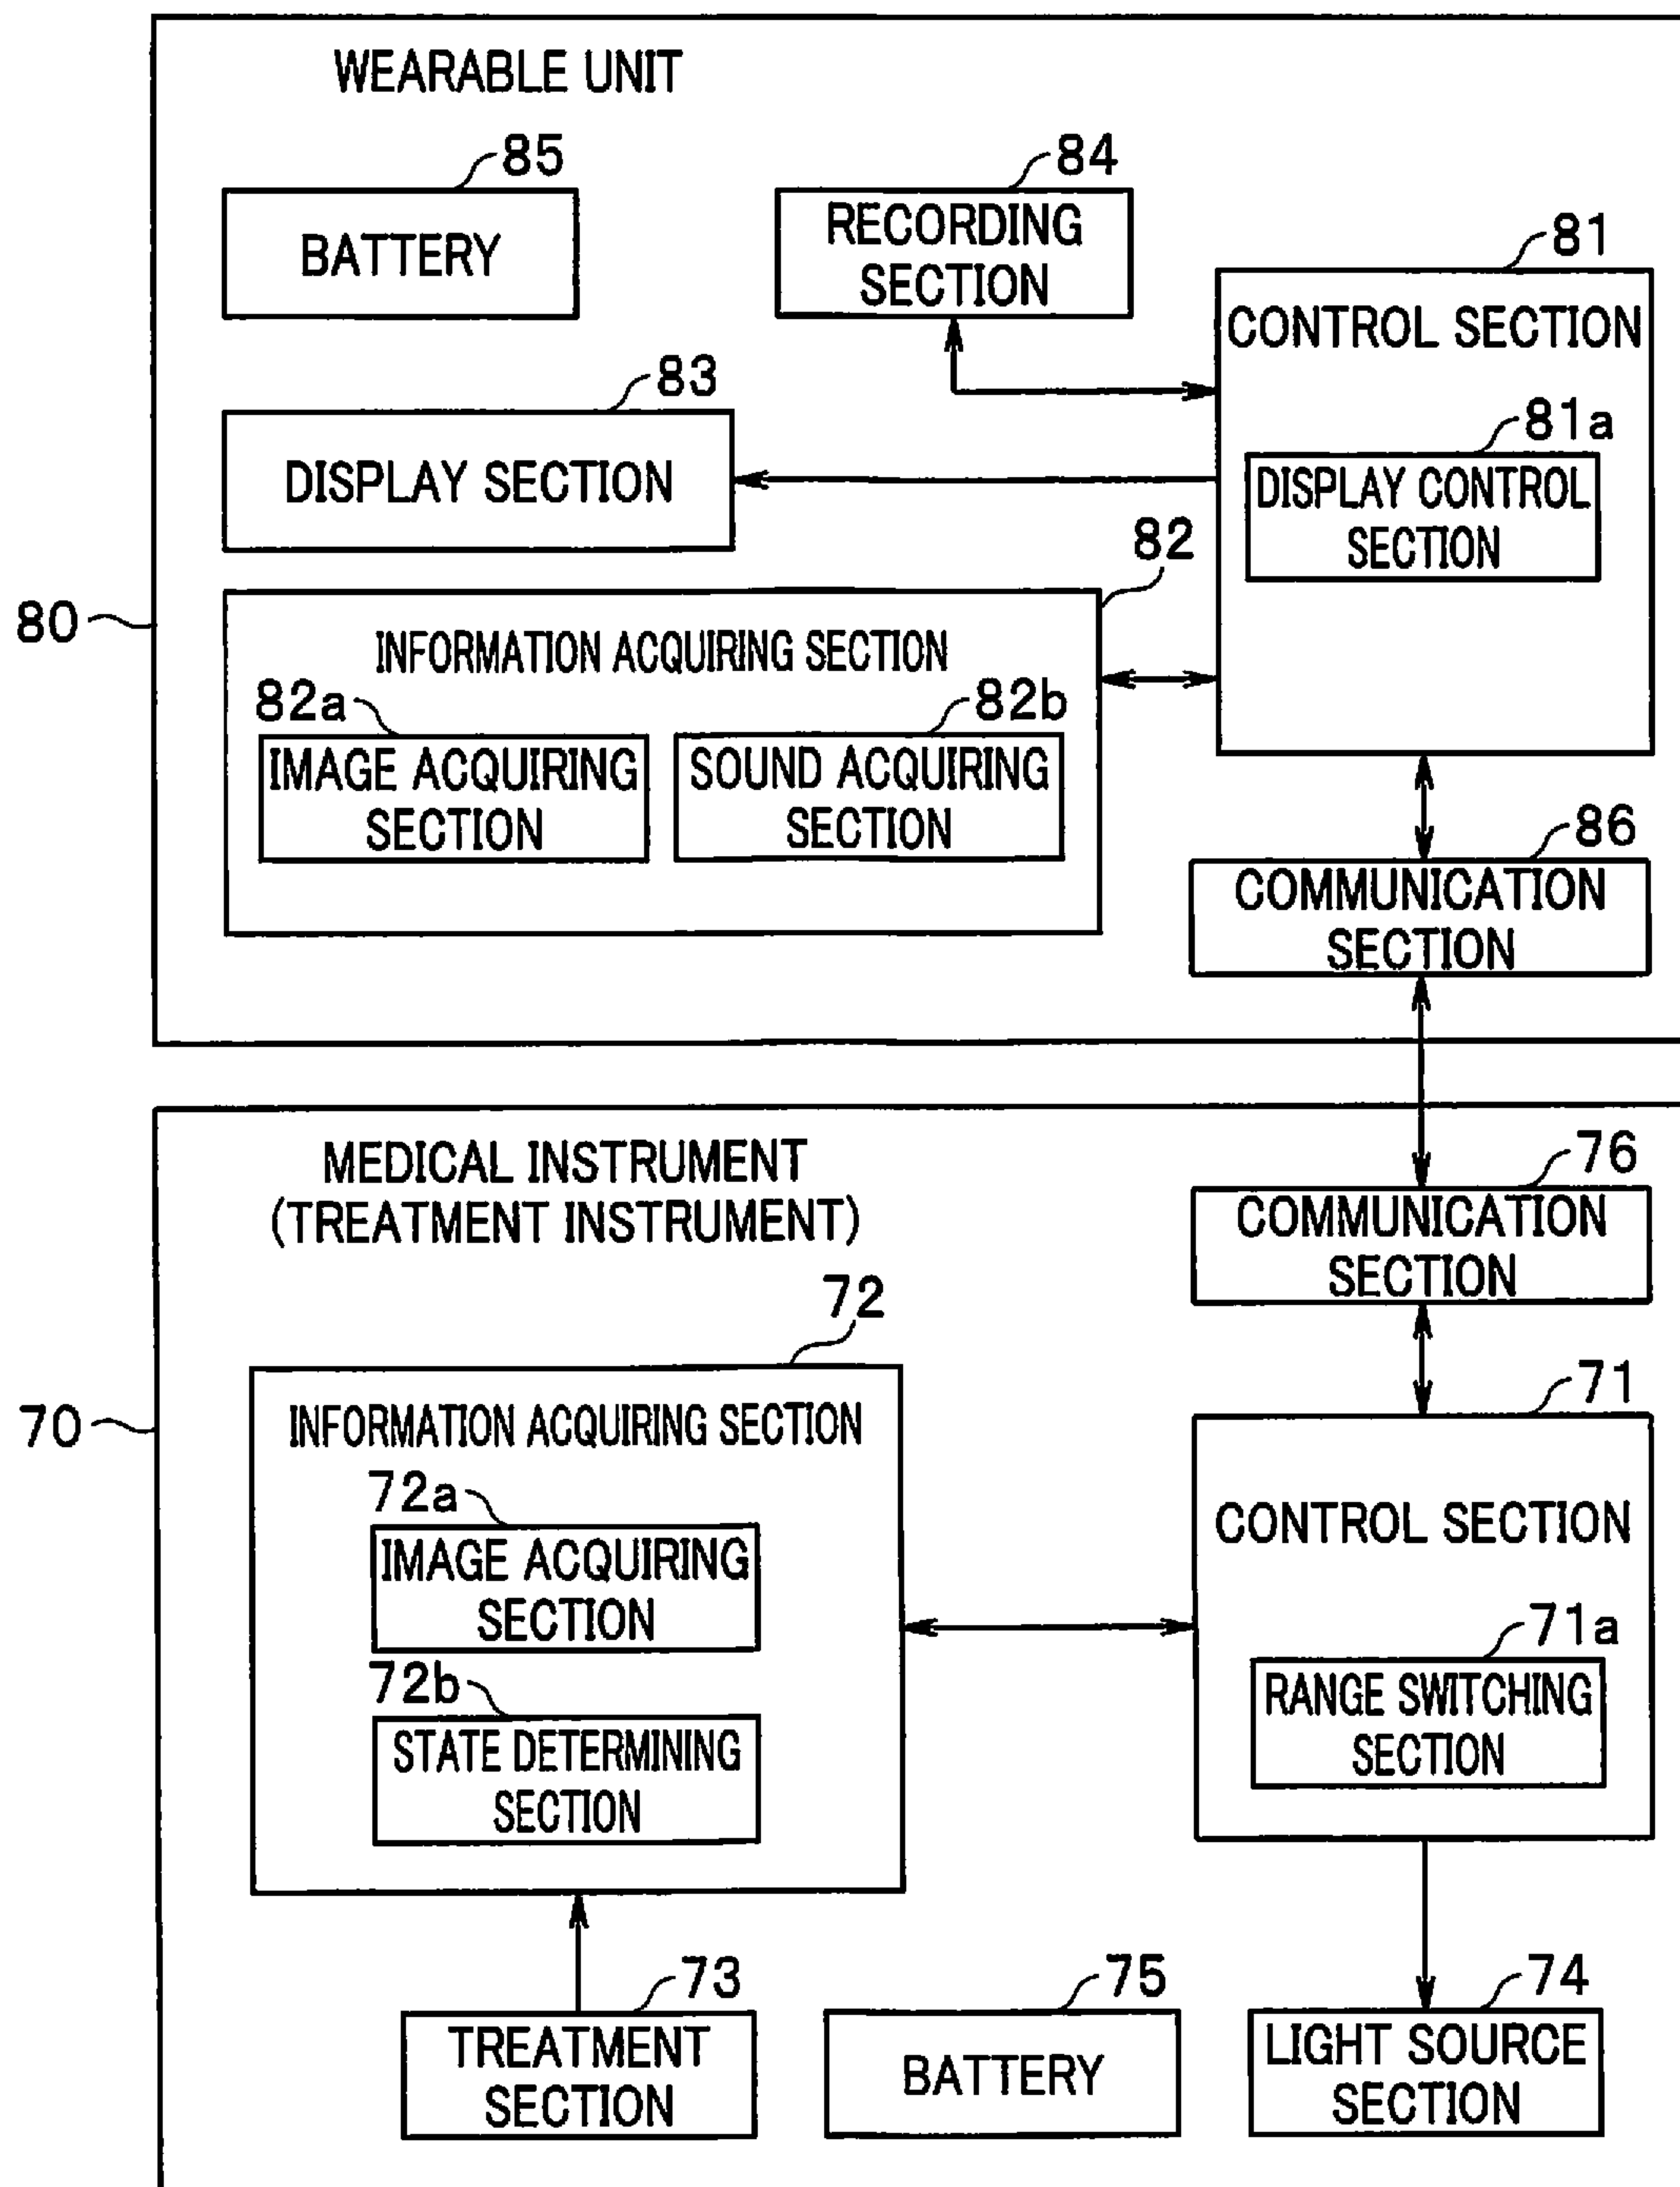 WEARABLE UNIT
85
BATTERY
84
RECORDING
SECTION
81
CONTROL SECTION
83
DISPLAY SECTION
81a
DISPLAY CONTROL
SECTION
82
80
INFORMATION ACQUIRING SECTION
82a
IMAGE ACQUIRING
SECTION
82b
SOUND ACQUIRING
SECTION
86
COMMUNICATION
SECTION
MEDICAL INSTRUMENT
(TREATMENT INSTRUMENT)
76
COMMUNICATION
SECTION
72
70
INFORMATION ACQUIRING SECTION
72a
IMAGE ACQUIRING
SECTION
72b
STATE DETERMINING
SECTION
71
CONTROL SECTION
71a
RANGE SWITCHING
SECTION
73
TREATMENT
SECTION
75
BATTERY
74
LIGHT SOURCE
SECTION